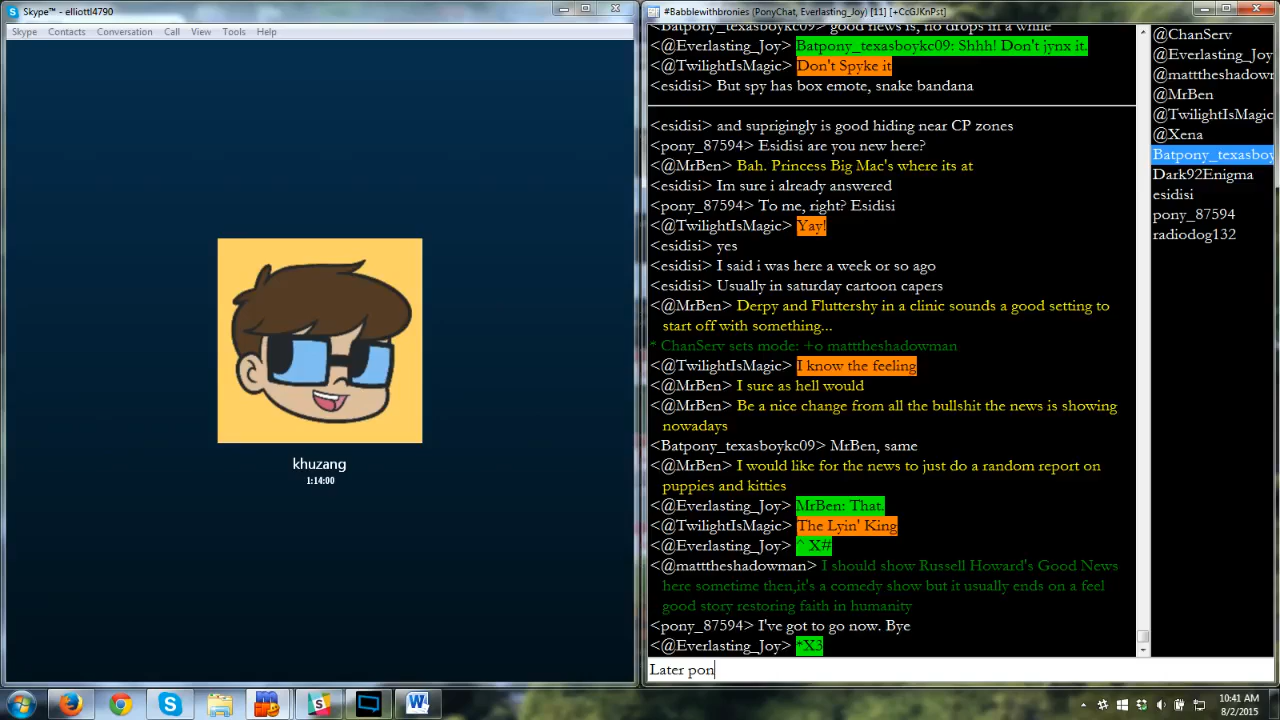 Skype™ - elliottl4790
Skype Contacts Conversation Call View Tools Help
khuzang
1:14:00
#Babblewithbronies (PonyChat, Everlasting_Joy) [11] [+CcGJKnPst]
<Batpony_texasboykc09> good news is, no drops in a while
<@Everlasting_Joy> Batpony_texasboykc09: Shhh! Don't jynx it.
<@TwilightIsMagic> Don't Spyke it
<esidisi> But spy has box emote, snake bandana
<esidisi> and suprigingly is good hiding near CP zones
<pony_87594> Esidisi are you new here?
<@MrBen> Bah. Princess Big Mac's where its at
<esidisi> Im sure i already answered
<pony_87594> To me, right? Esidisi
<@TwilightIsMagic> Yay!
<esidisi> yes
<esidisi> I said i was here a week or so ago
<esidisi> Usually in saturday cartoon capers
<@MrBen> Derpy and Fluttershy in a clinic sounds a good setting to
start off with something...
* ChanServ sets mode: +o matttheshadowman
<@TwilightIsMagic> I know the feeling
<@MrBen> I sure as hell would
<@MrBen> Be a nice change from all the bullshit the news is showing
nowadays
<Batpony_texasboykc09> MrBen, same
<@MrBen> I would like for the news to just do a random report on
puppies and kitties
<@Everlasting_Joy> MrBen: That.
<@TwilightIsMagic> The Lyin' King
<@Everlasting_Joy> ^ X#
<@matttheshadowman> I should show Russell Howard's Good News
here sometime then,it's a comedy show but it usually ends on a feel
good story restoring faith in humanity
<pony_87594> I've got to go now. Bye
<@Everlasting_Joy> *X3
Later pon
@ChanServ
@Everlasting_Joy
@matttheshadown
@MrBen
@TwilightIsMagic
@Xena
Batpony_texasboy
Dark92Enigma
esidisi
pony_87594
radiodog132
10:41 AM
8/2/2015